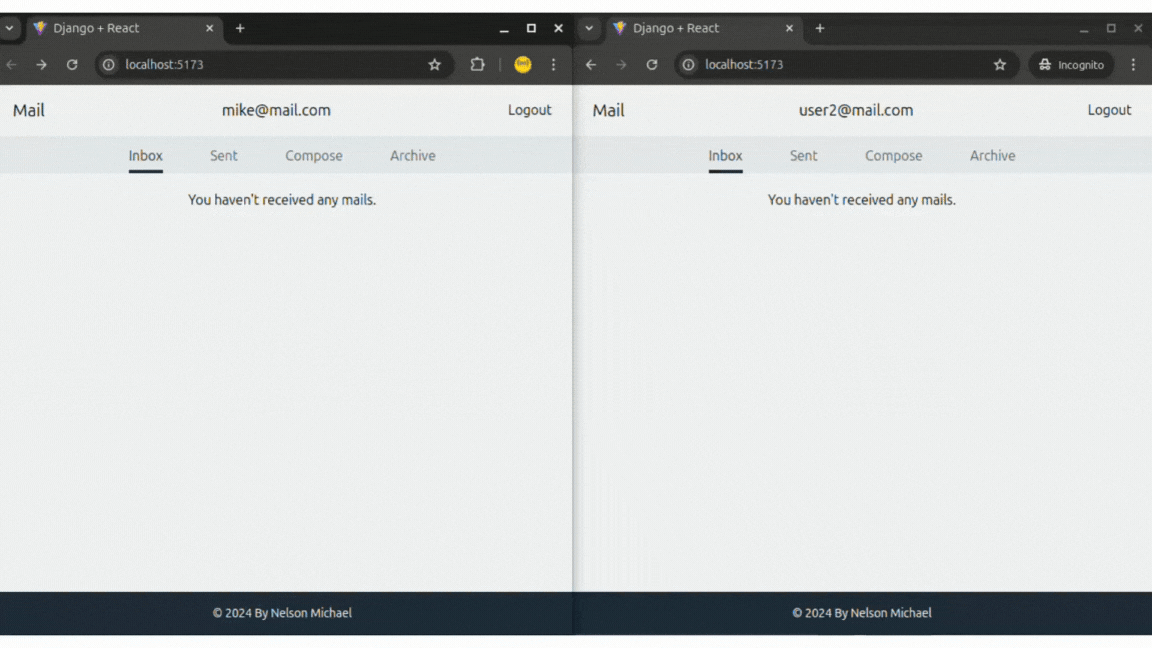 Django + React
localhost:5173
Mail mike@mail.com Logout
Inbox Sent Compose Archive
You haven't received any mails.
© 2024 By Nelson Michael
Django + React
localhost:5173 Incognito
Mail user2@mail.com Logout
Inbox Sent Compose Archive
You haven't received any mails.
© 2024 By Nelson Michael